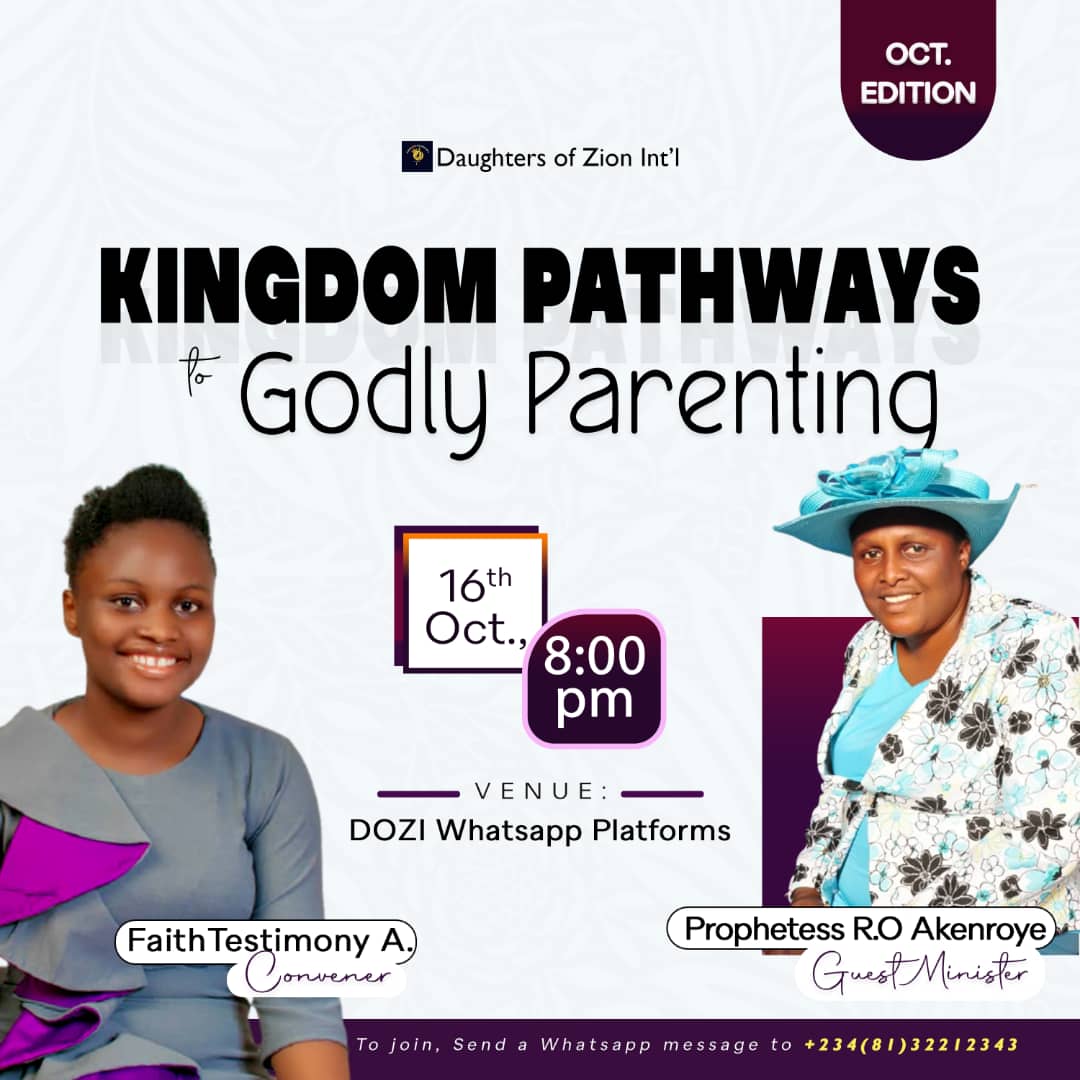 OCT.
EDITION
Daughters of Zion Int'l
KINGDOM PATHWAYS
to Godly Parenting
16th
Oct.,
8:00
pm
VENUE:
DOZI Whatsapp Platforms
FaithTestimony A.
Convener
Prophetess R.O Akenroye
Guest Minister
To join, Send a Whatsapp message to +234(81)32212343